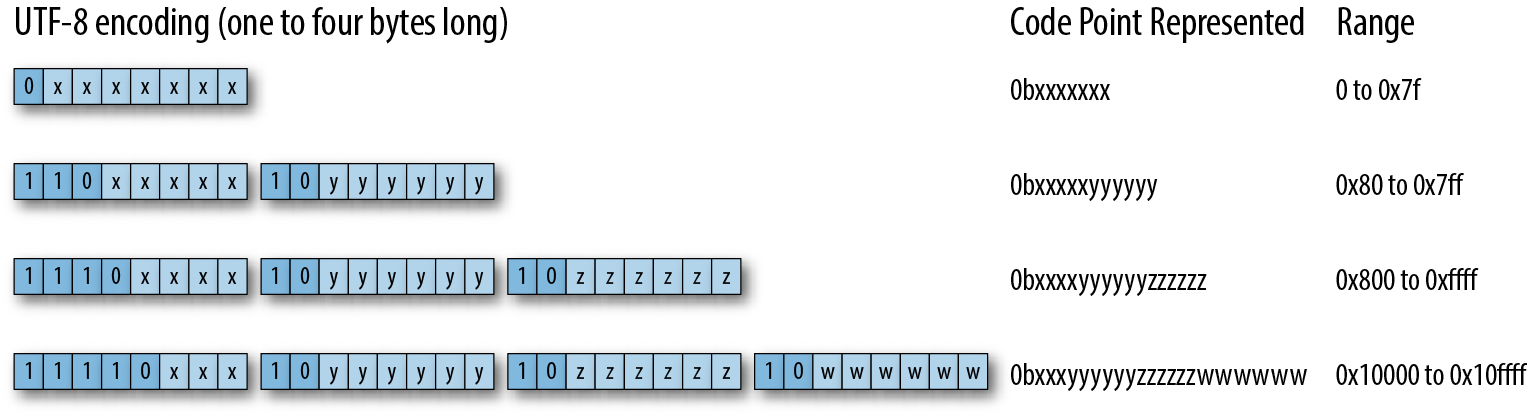 UTF-8 encoding (one to four bytes long) Code Point Represented Range
0 x x x x x x x 0bxxxxxxx 0 to 0x7f
1 1 0 x x x x x 1 0 y y y y y y 0bxxxxxyyyyyy 0x80 to 0x7ff
1 1 1 0 x x x x 1 0 y y y y y y 1 0 z z z z z z 0bxxxxyyyyyyzzzzzz 0x800 to 0xffff
1 1 1 1 0 x x x 1 0 y y y y y y 1 0 z z z z z z 1 0 w w w w w w 0bxxxyyyyyyzzzzzzwwwwww 0x10000 to 0x10ffff